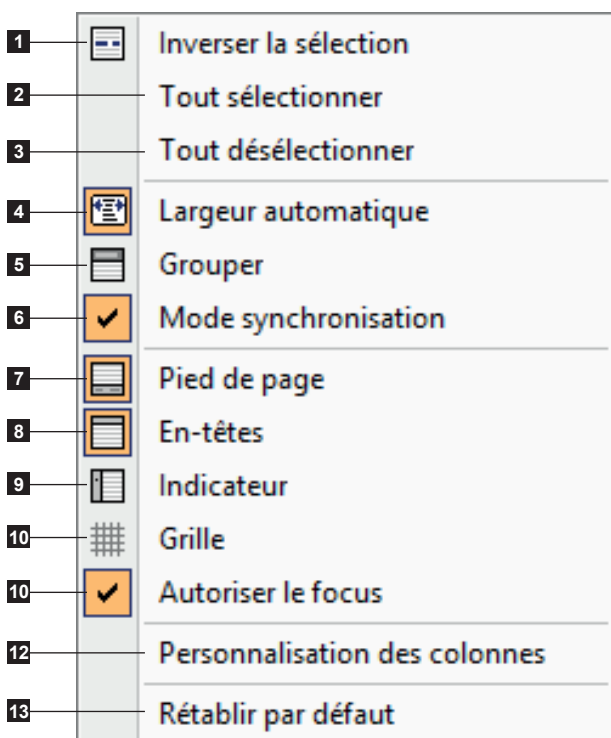 1 Inverser la sélection
2 Tout sélectionner
3 Tout désélectionner
4 Largeur automatique
5 Grouper
6 Mode synchronisation
7 Pied de page
8 En-têtes
9 Indicateur
10 Grille
10 Autoriser le focus
12 Personnalisation des colonnes
13 Rétablir par défaut